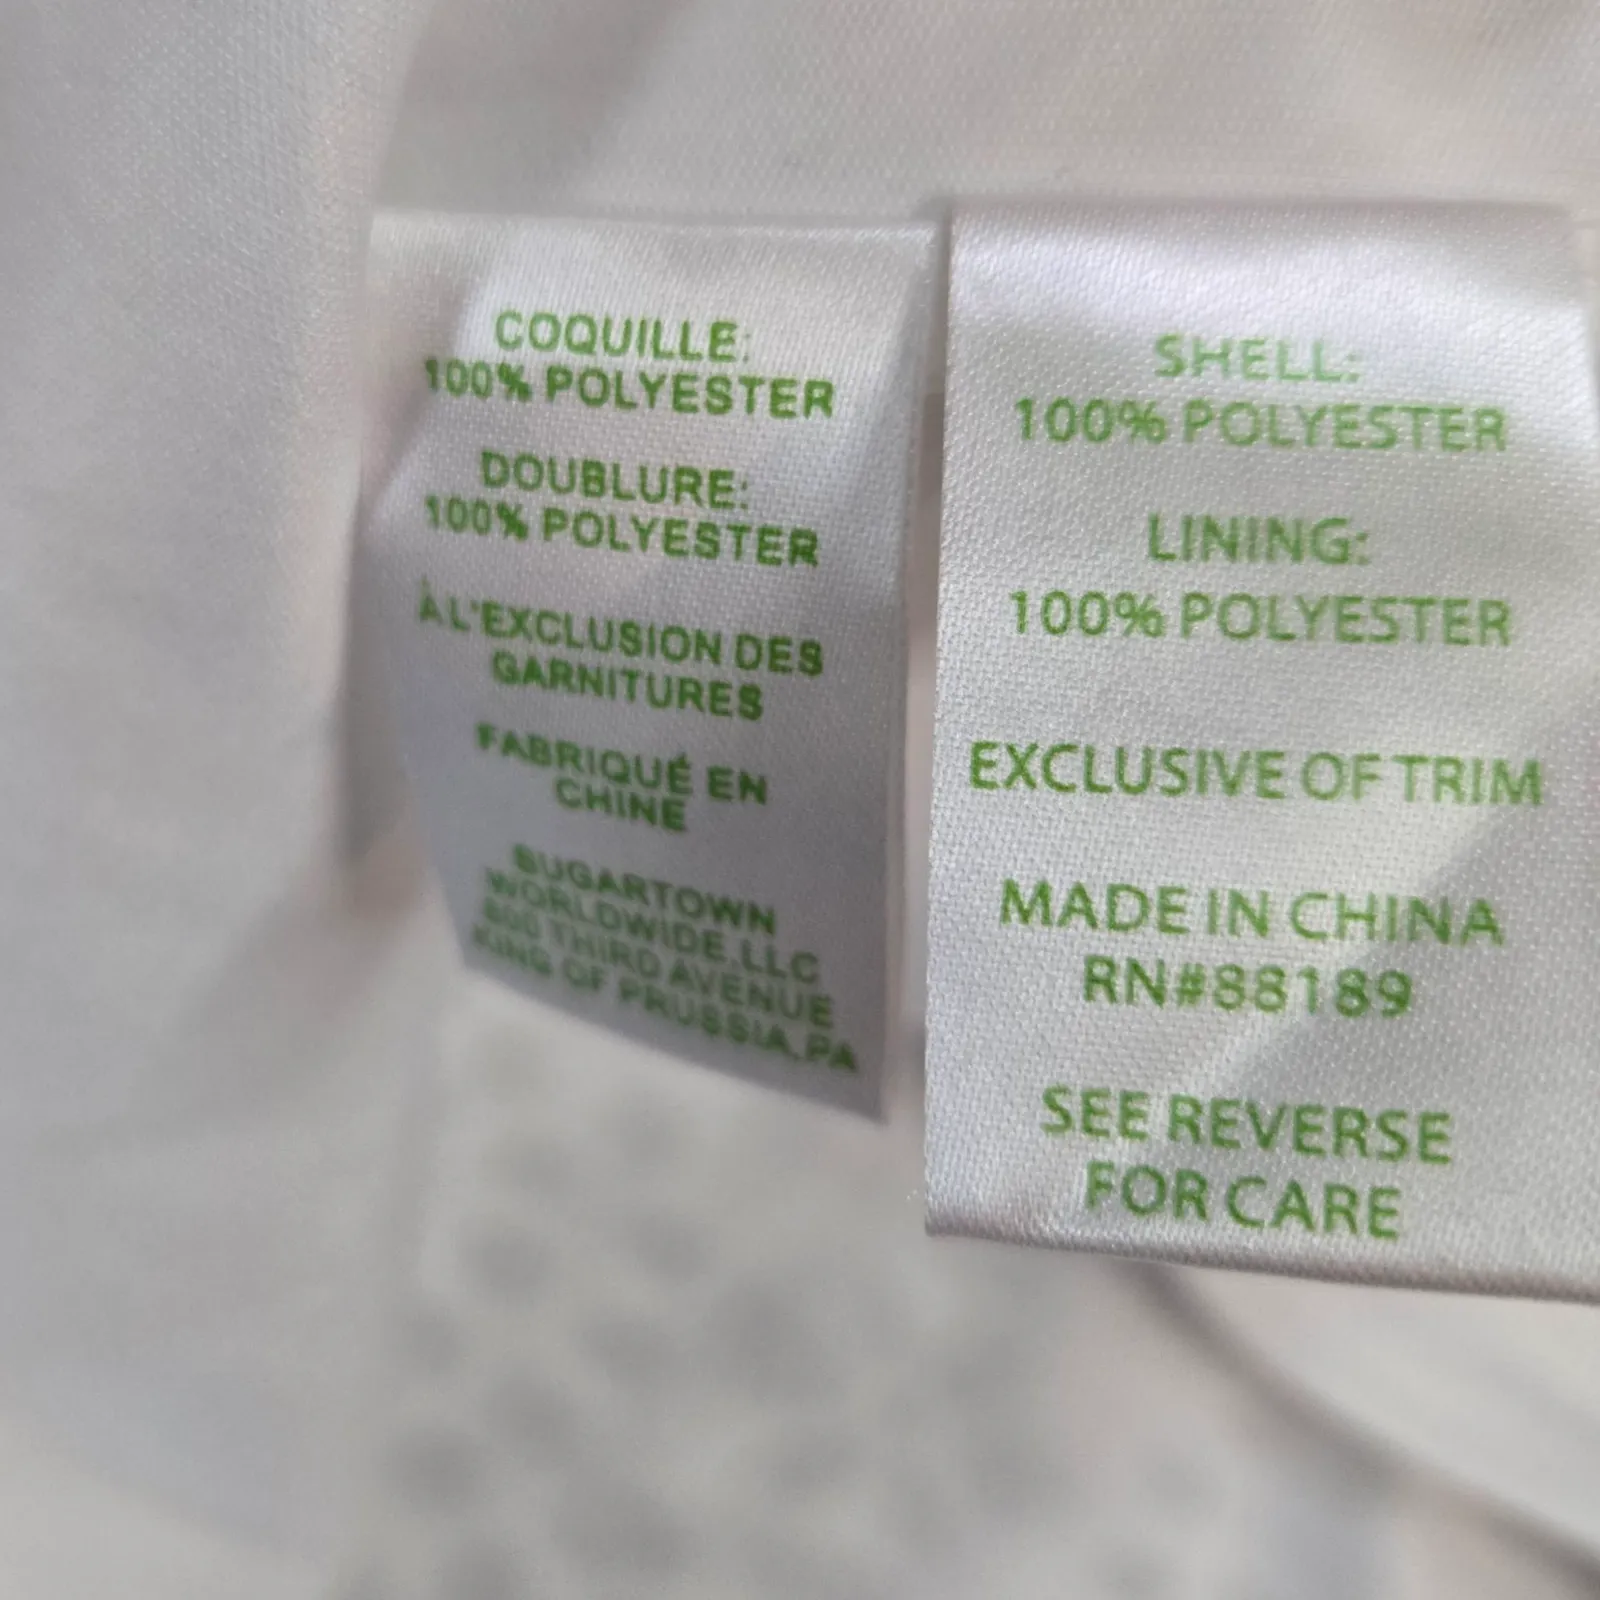 COQUILLE:
100% POLYESTER
DOUBLURE:
100% POLYESTER
À L'EXCLUSION DES
GARNITURES
FABRIQUÉ EN
CHINE
SUGARTOWN
WORLDWIDE, LLC
800 THIRD AVENUE
KING OF PRUSSIA, PA
SHELL:
100% POLYESTER
LINING:
100% POLYESTER
EXCLUSIVE OF TRIM
MADE IN CHINA
RN#88189
SEE REVERSE
FOR CARE